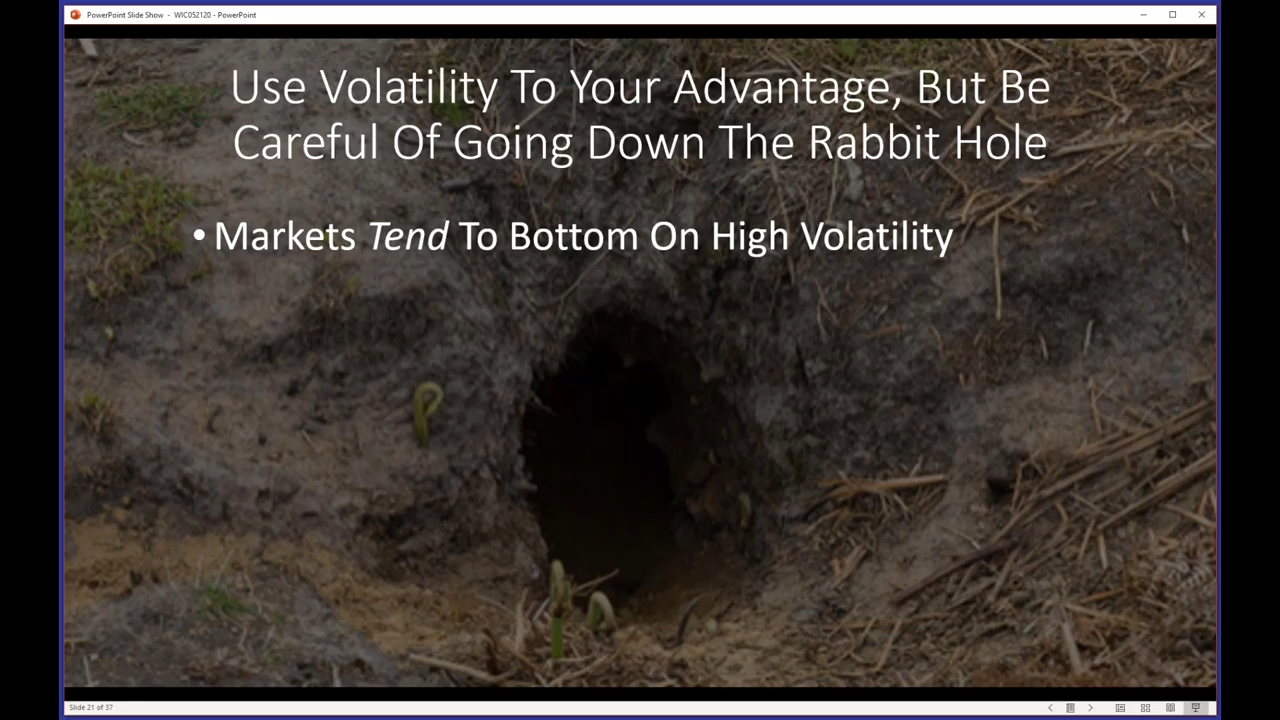 PowerPoint Slide Show - WIC052120 - PowerPoint
Use Volatility To Your Advantage, But Be
Careful Of Going Down The Rabbit Hole
• Markets Tend To Bottom On High Volatility
Slide 21 of 37